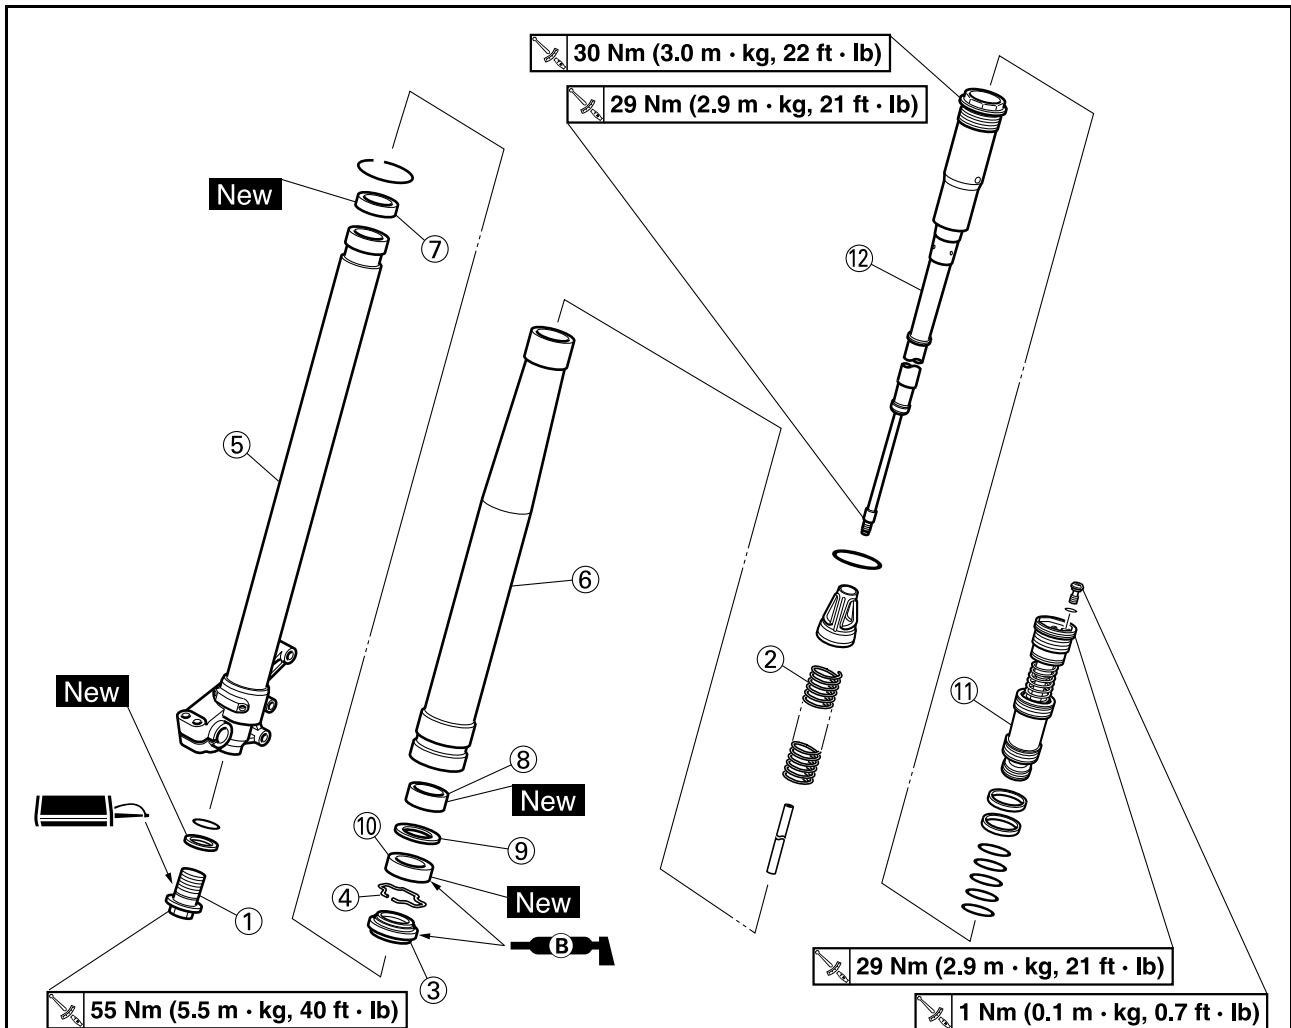 30 Nm (3.0 m · kg, 22 ft · lb)
29 Nm (2.9 m · kg, 21 ft · lb)
New
7
12
5
6
2
11
New
8
New
10
9
4
New
1
B
3
29 Nm (2.9 m · kg, 21 ft · lb)
55 Nm (5.5 m · kg, 40 ft · lb)
1 Nm (0.1 m · kg, 0.7 ft · lb)